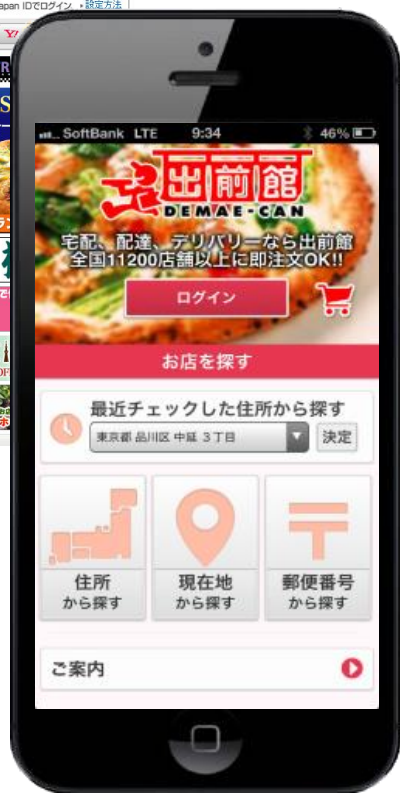 apan IDでログイン ・設定方法
Y!
SoftBank LTE 9:34 46%
出前館
DEMAE-CAN
宅配、配達、デリバリーなら出前館
全国11200店舗以上に即注文OK!!
ログイン
お店を探す
最近チェックした住所から探す
東京都 品川区 中延 3丁目 決定
住所
から探す
現在地
から探す
郵便番号
から探す
ご案内